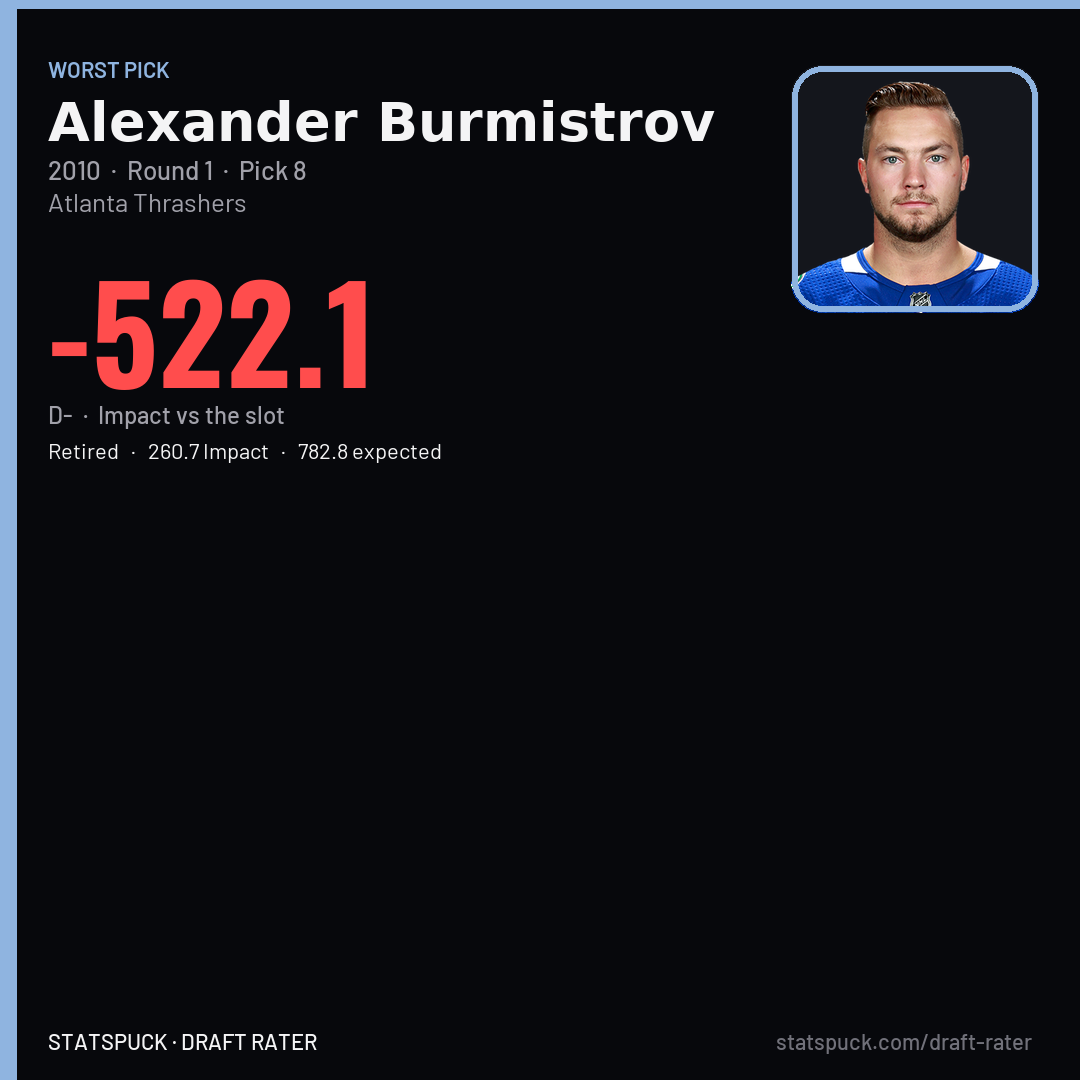 WORST PICK
Alexander Burmistrov
2010 · Round 1 · Pick 8
Atlanta Thrashers
-522.1
D- · Impact vs the slot
Retired · 260.7 Impact · 782.8 expected
STATSPUCK · DRAFT RATER
statspuck.com/draft-rater